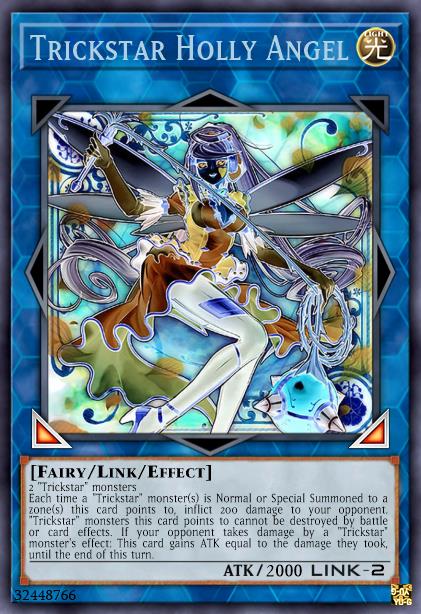 TRICKSTAR HOLLY ANGEL
LIGHT
光
[FAIRY/LINK/EFFECT]
2 "Trickstar" monsters
Each time a "Trickstar" monster(s) is Normal or Special Summoned to a
zone(s) this card points to, inflict 200 damage to your opponent.
"Trickstar" monsters this card points to cannot be destroyed by battle
or card effects. If your opponent takes damage by a "Trickstar"
monster's effect: This card gains ATK equal to the damage they took,
until the end of this turn.
ATK/2000 LINK-2
32448766